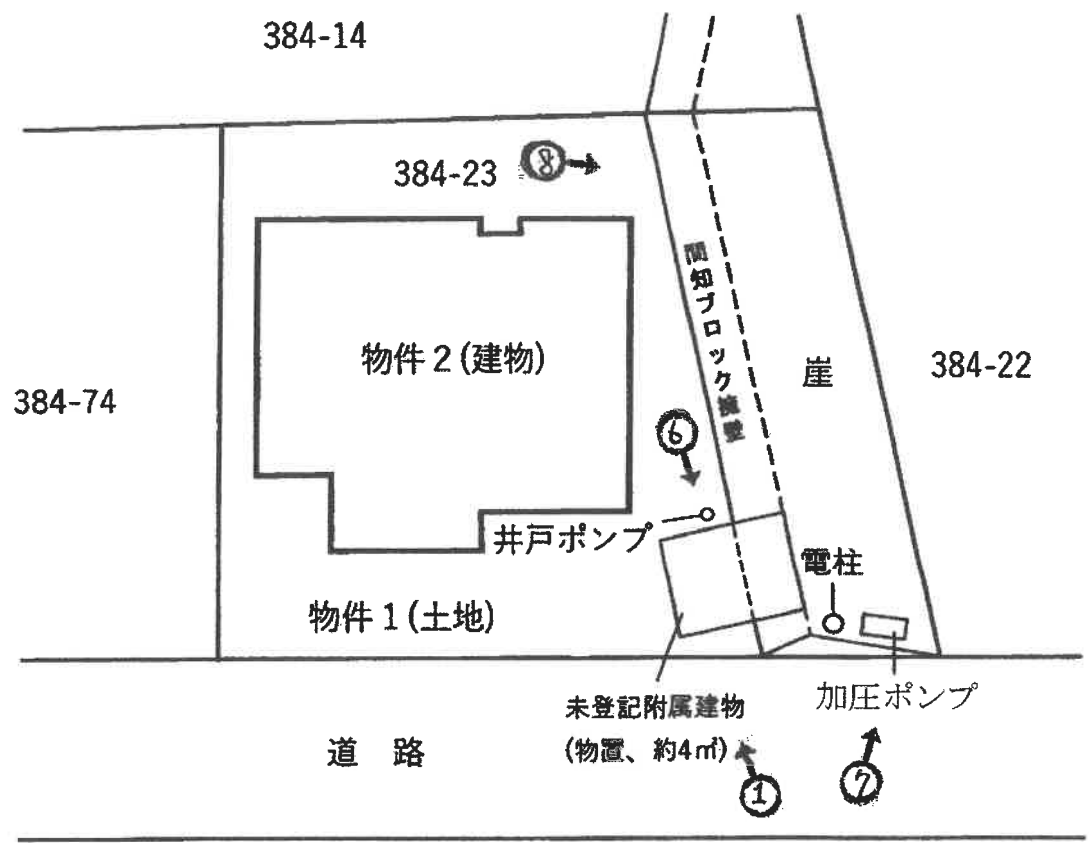 384-14
384-23
⑧
間知ブロック擁壁
物件2(建物)
崖
384-22
384-74
⑥
井戸ポンプ
電柱
物件1(土地)
未登記附属建物
(物置、約4㎡)
加圧ポンプ
道 路
①
⑦